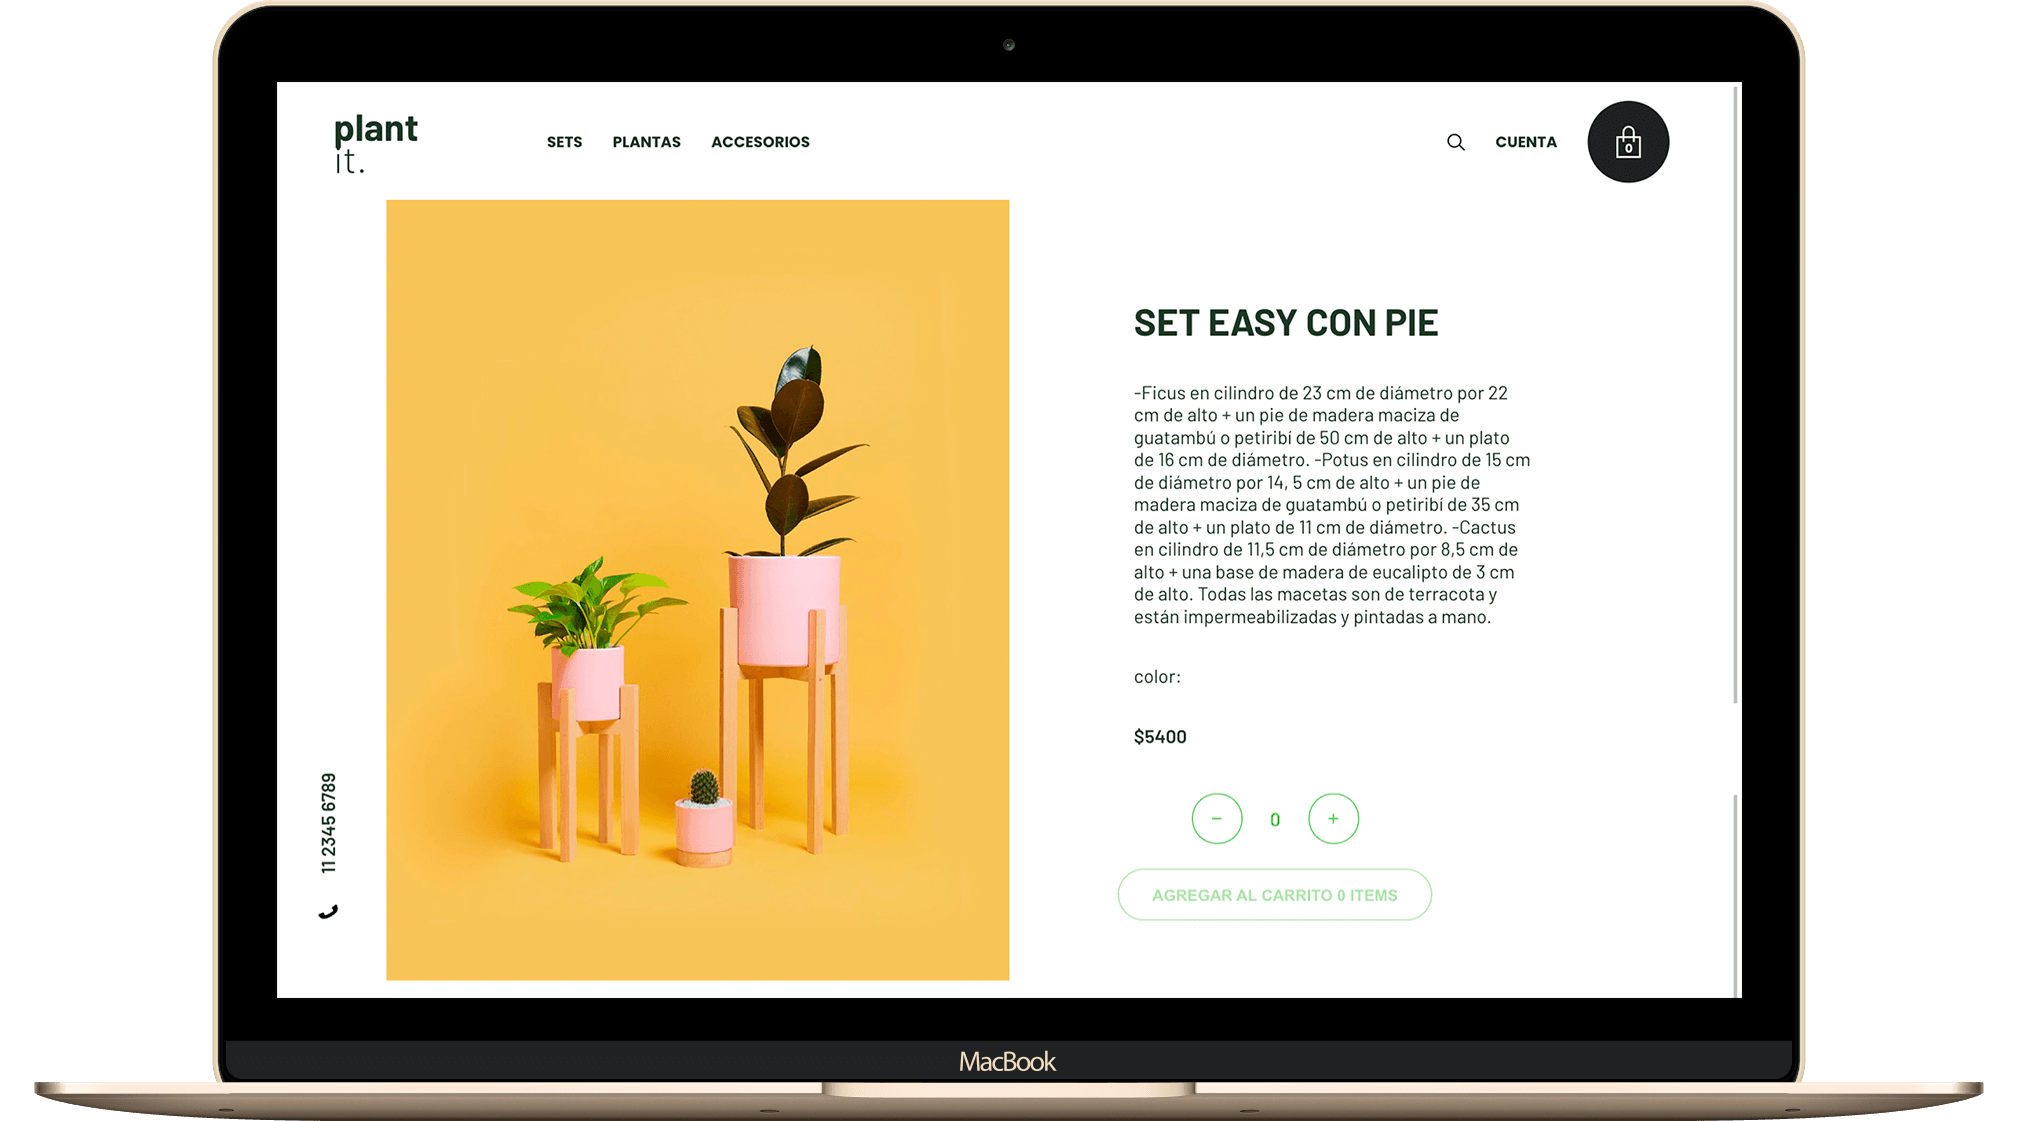 plant
it.
SETS PLANTAS ACCESORIOS
CUENTA
0
SET EASY CON PIE
-Ficus en cilindro de 23 cm de diámetro por 22
cm de alto + un pie de madera maciza de
guatambú o petiribí de 50 cm de alto + un plato
de 16 cm de diámetro. -Potus en cilindro de 15 cm
de diámetro por 14, 5 cm de alto + un pie de
madera maciza de guatambú o petiribí de 35 cm
de alto + un plato de 11 cm de diámetro. -Cactus
en cilindro de 11,5 cm de diámetro por 8,5 cm de
alto + una base de madera de eucalipto de 3 cm
de alto. Todas las macetas son de terracota y
están impermeabilizadas y pintadas a mano.
color:
$5400
− 0 +
AGREGAR AL CARRITO 0 ITEMS
11 2345 6789
MacBook